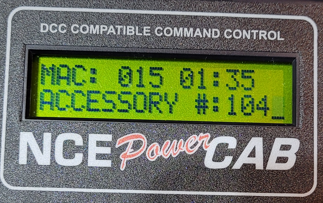 DCC COMPATIBLE COMMAND CONTROL
MAC: 015 01:35
ACCESSORY #:104_
NCE Power CAB